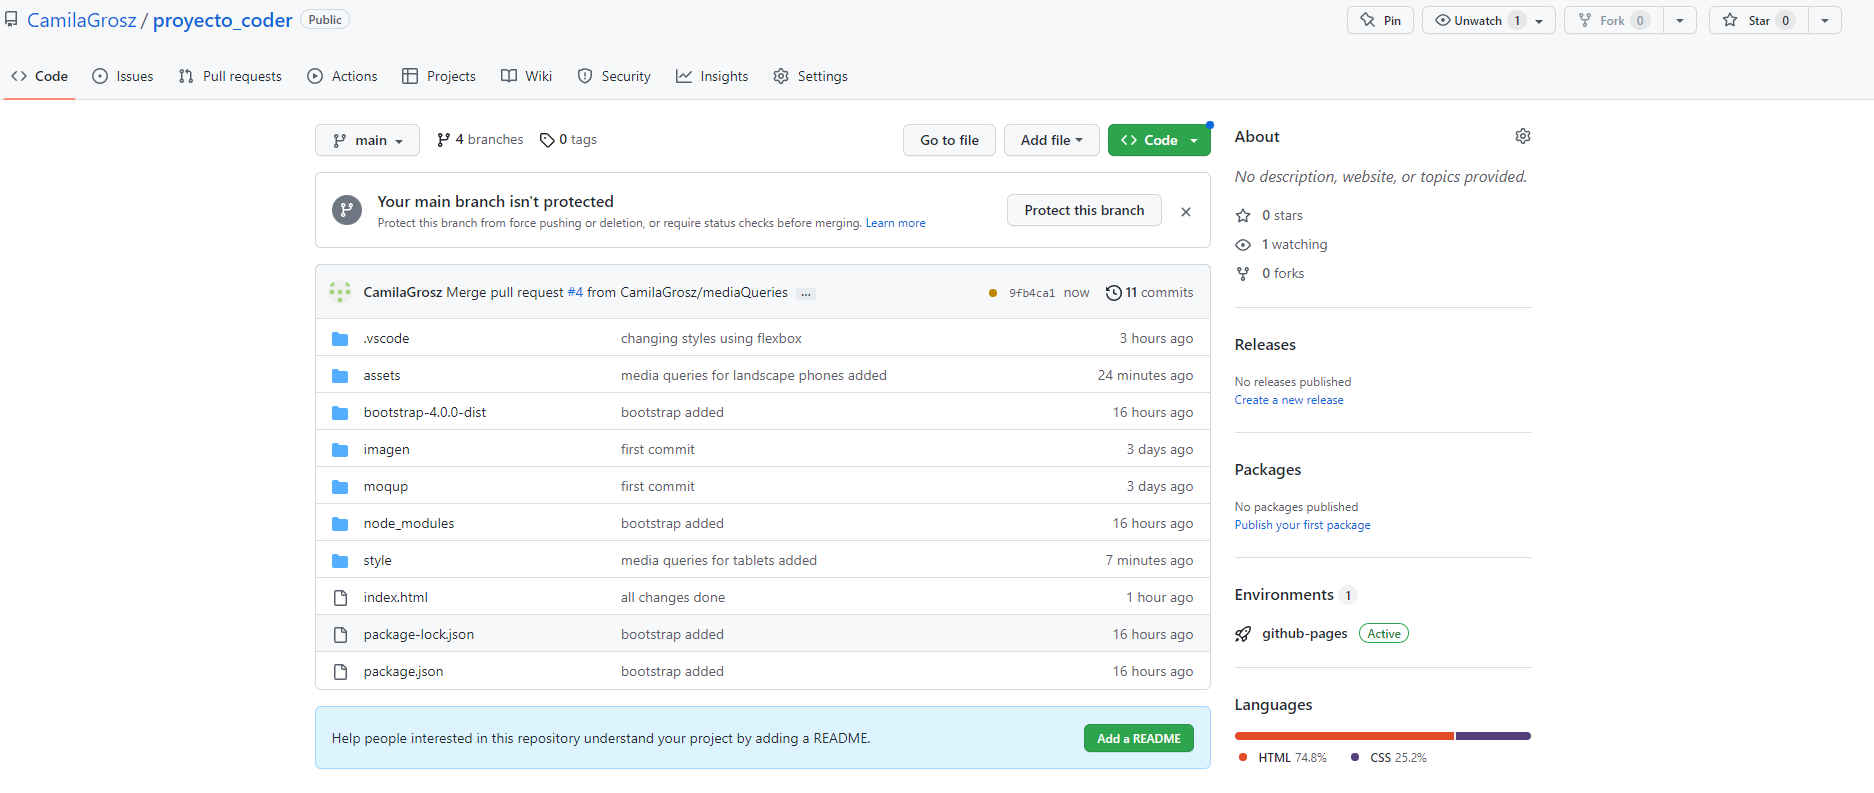 CamilaGrosz / proyecto_coder Public
Pin
Unwatch 1
Fork 0
Star 0
Code
Issues
Pull requests
Actions
Projects
Wiki
Security
Insights
Settings
main
4 branches
0 tags
Go to file
Add file
Code
Your main branch isn't protected
Protect this branch from force pushing or deletion, or require status checks before merging. Learn more
Protect this branch
CamilaGrosz Merge pull request #4 from CamilaGrosz/mediaQueries ...
9fb4ca1 now
11 commits
.vscode changing styles using flexbox 3 hours ago
assets media queries for landscape phones added 24 minutes ago
bootstrap-4.0.0-dist bootstrap added 16 hours ago
imagen first commit 3 days ago
moqup first commit 3 days ago
node_modules bootstrap added 16 hours ago
style media queries for tablets added 7 minutes ago
index.html all changes done 1 hour ago
package-lock.json bootstrap added 16 hours ago
package.json bootstrap added 16 hours ago
Help people interested in this repository understand your project by adding a README.
Add a README
About
No description, website, or topics provided.
0 stars
1 watching
0 forks
Releases
No releases published
Create a new release
Packages
No packages published
Publish your first package
Environments 1
github-pages Active
Languages
HTML 74.8% CSS 25.2%